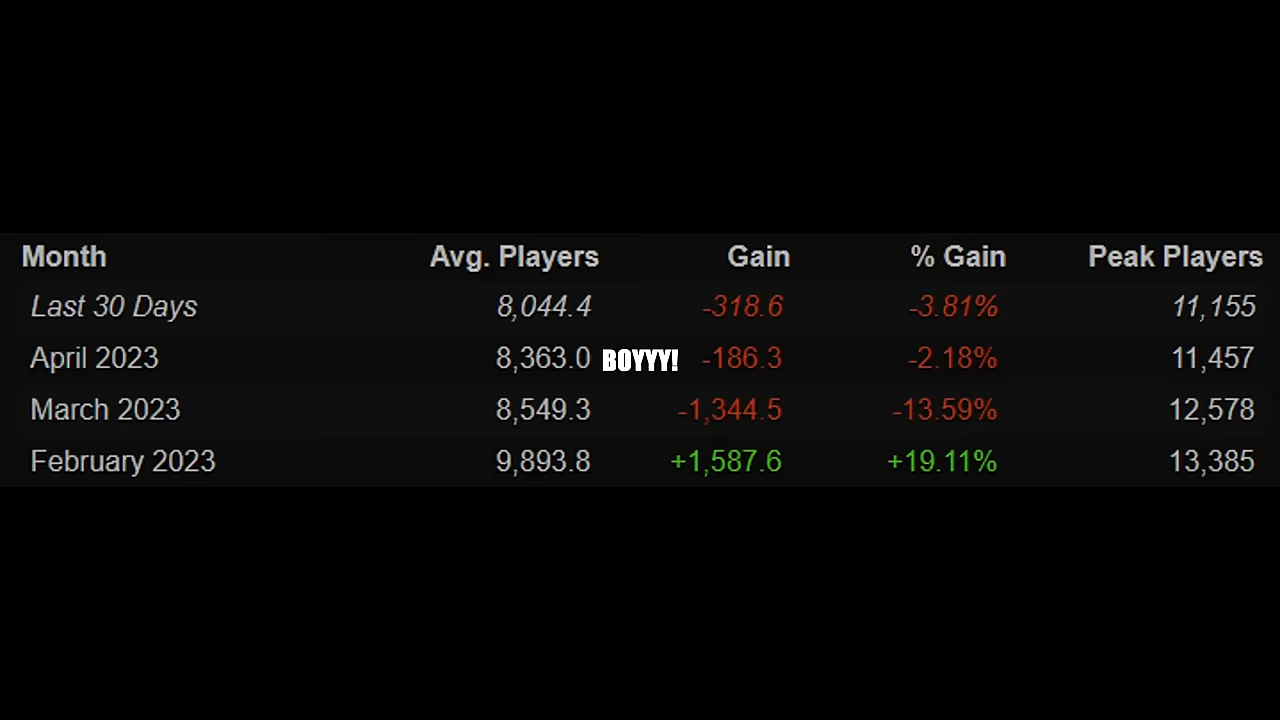 Month Avg. Players Gain % Gain Peak Players
Last 30 Days 8,044.4 -318.6 -3.81% 11,155
April 2023 8,363.0 BOYYY! -186.3 -2.18% 11,457
March 2023 8,549.3 -1,344.5 -13.59% 12,578
February 2023 9,893.8 +1,587.6 +19.11% 13,385